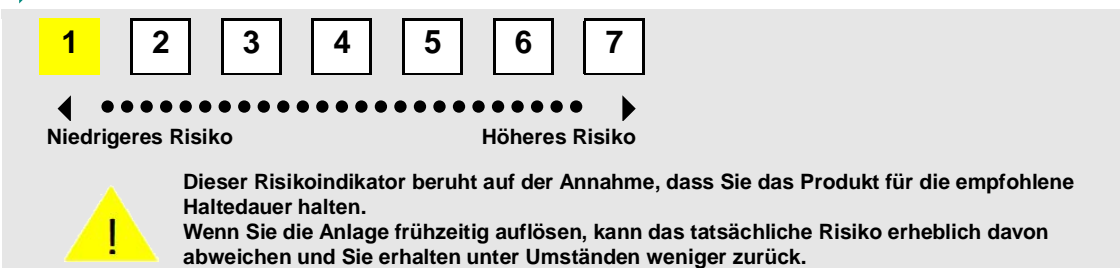 1 2 3 4 5 6 7
Niedrigeres Risiko Höheres Risiko
Dieser Risikoindikator beruht auf der Annahme, dass Sie das Produkt für die empfohlene
Haltedauer halten.
! Wenn Sie die Anlage frühzeitig auflösen, kann das tatsächliche Risiko erheblich davon
abweichen und Sie erhalten unter Umständen weniger zurück.